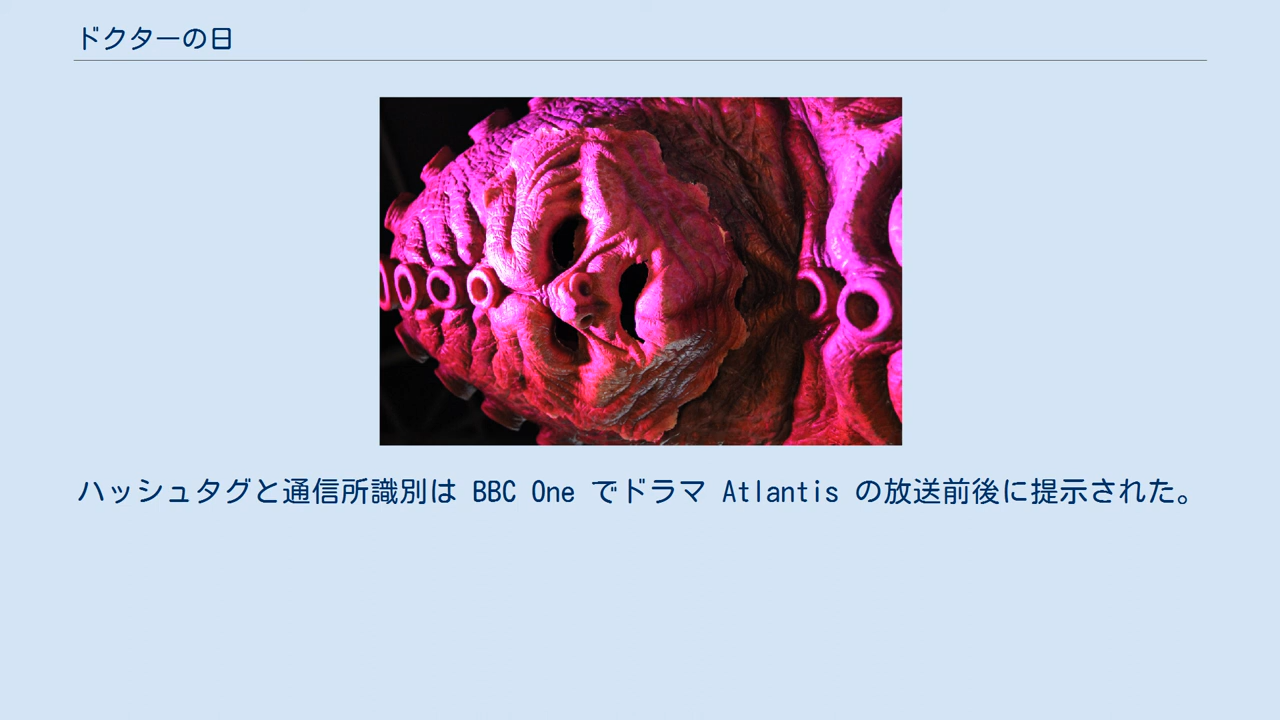 ドクターの日
ハッシュタグと通信所識別は BBC One でドラマ Atlantis の放送前後に提示された。